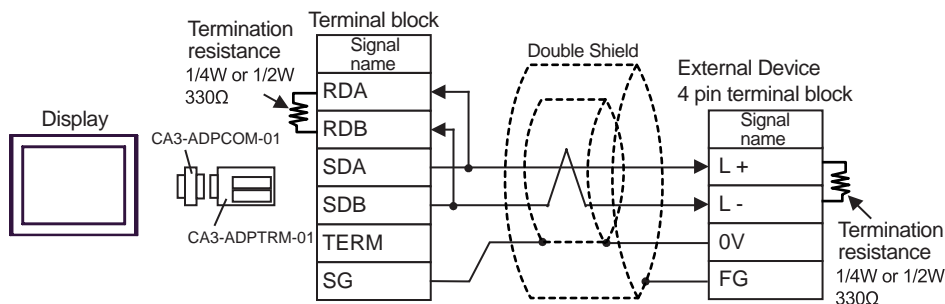 Terminal block
Termination
resistance
1/4W or 1/2W
330Ω
Signal
name
RDA
RDB
SDA
SDB
TERM
SG
Display
CA3-ADPCOM-01
CA3-ADPTRM-01
Double Shield
External Device
4 pin terminal block
Signal
name
L +
L -
0V
FG
Termination
resistance
1/4W or 1/2W
330Ω